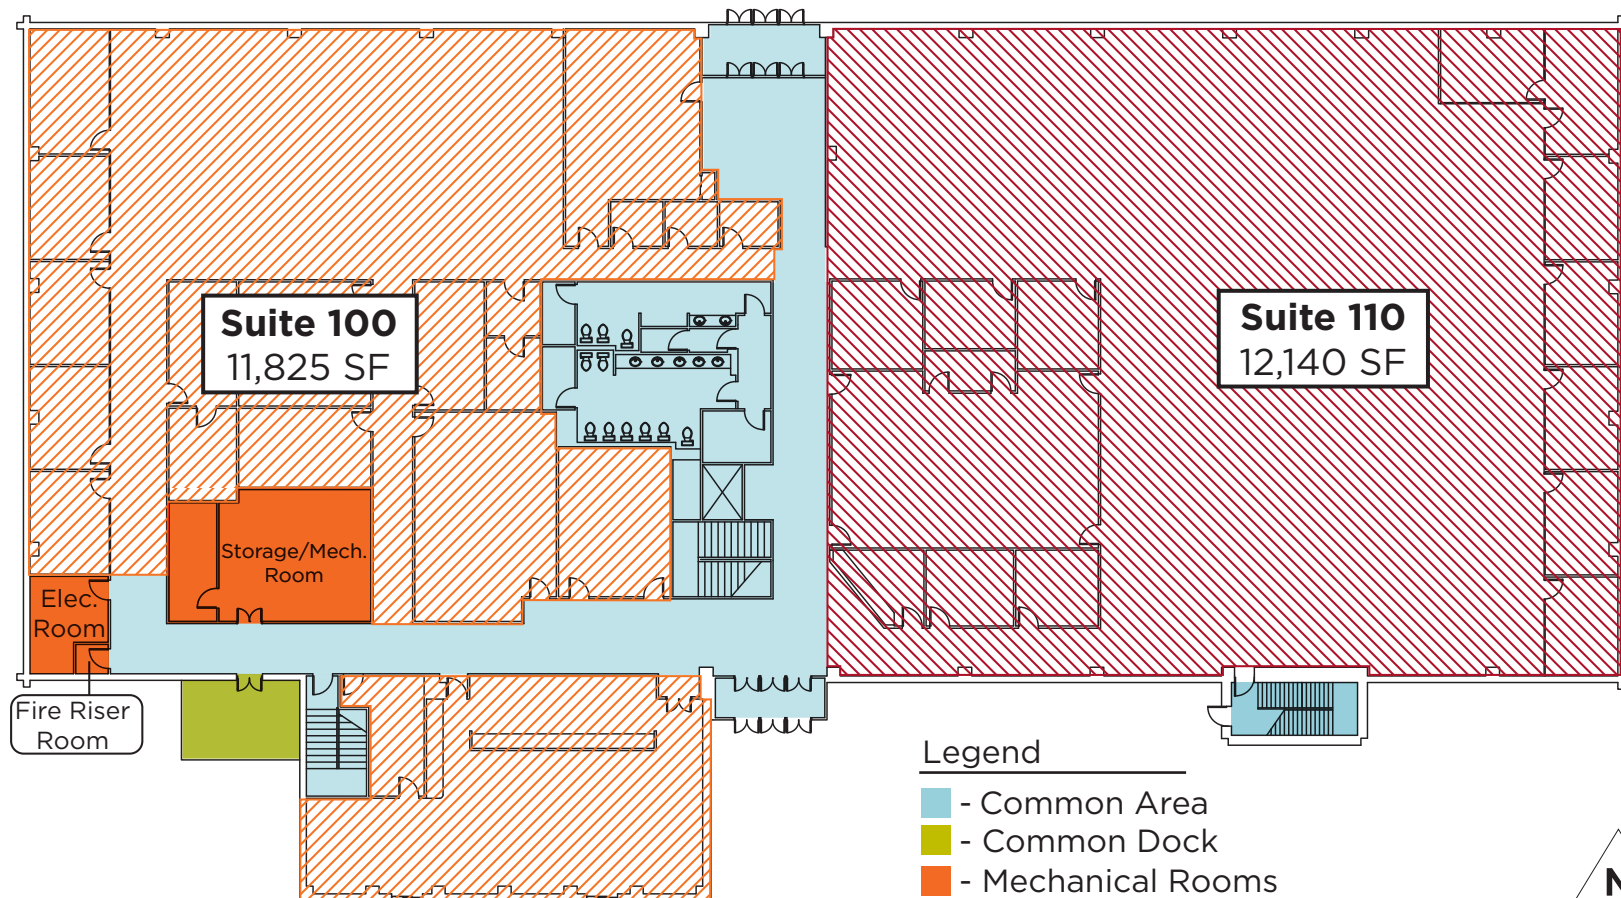 Suite 100
11,825 SF
Suite 110
12,140 SF
Storage/Mech.
Room
Elec.
Room
Fire Riser
Room
Legend
- Common Area
- Common Dock
- Mechanical Rooms
N